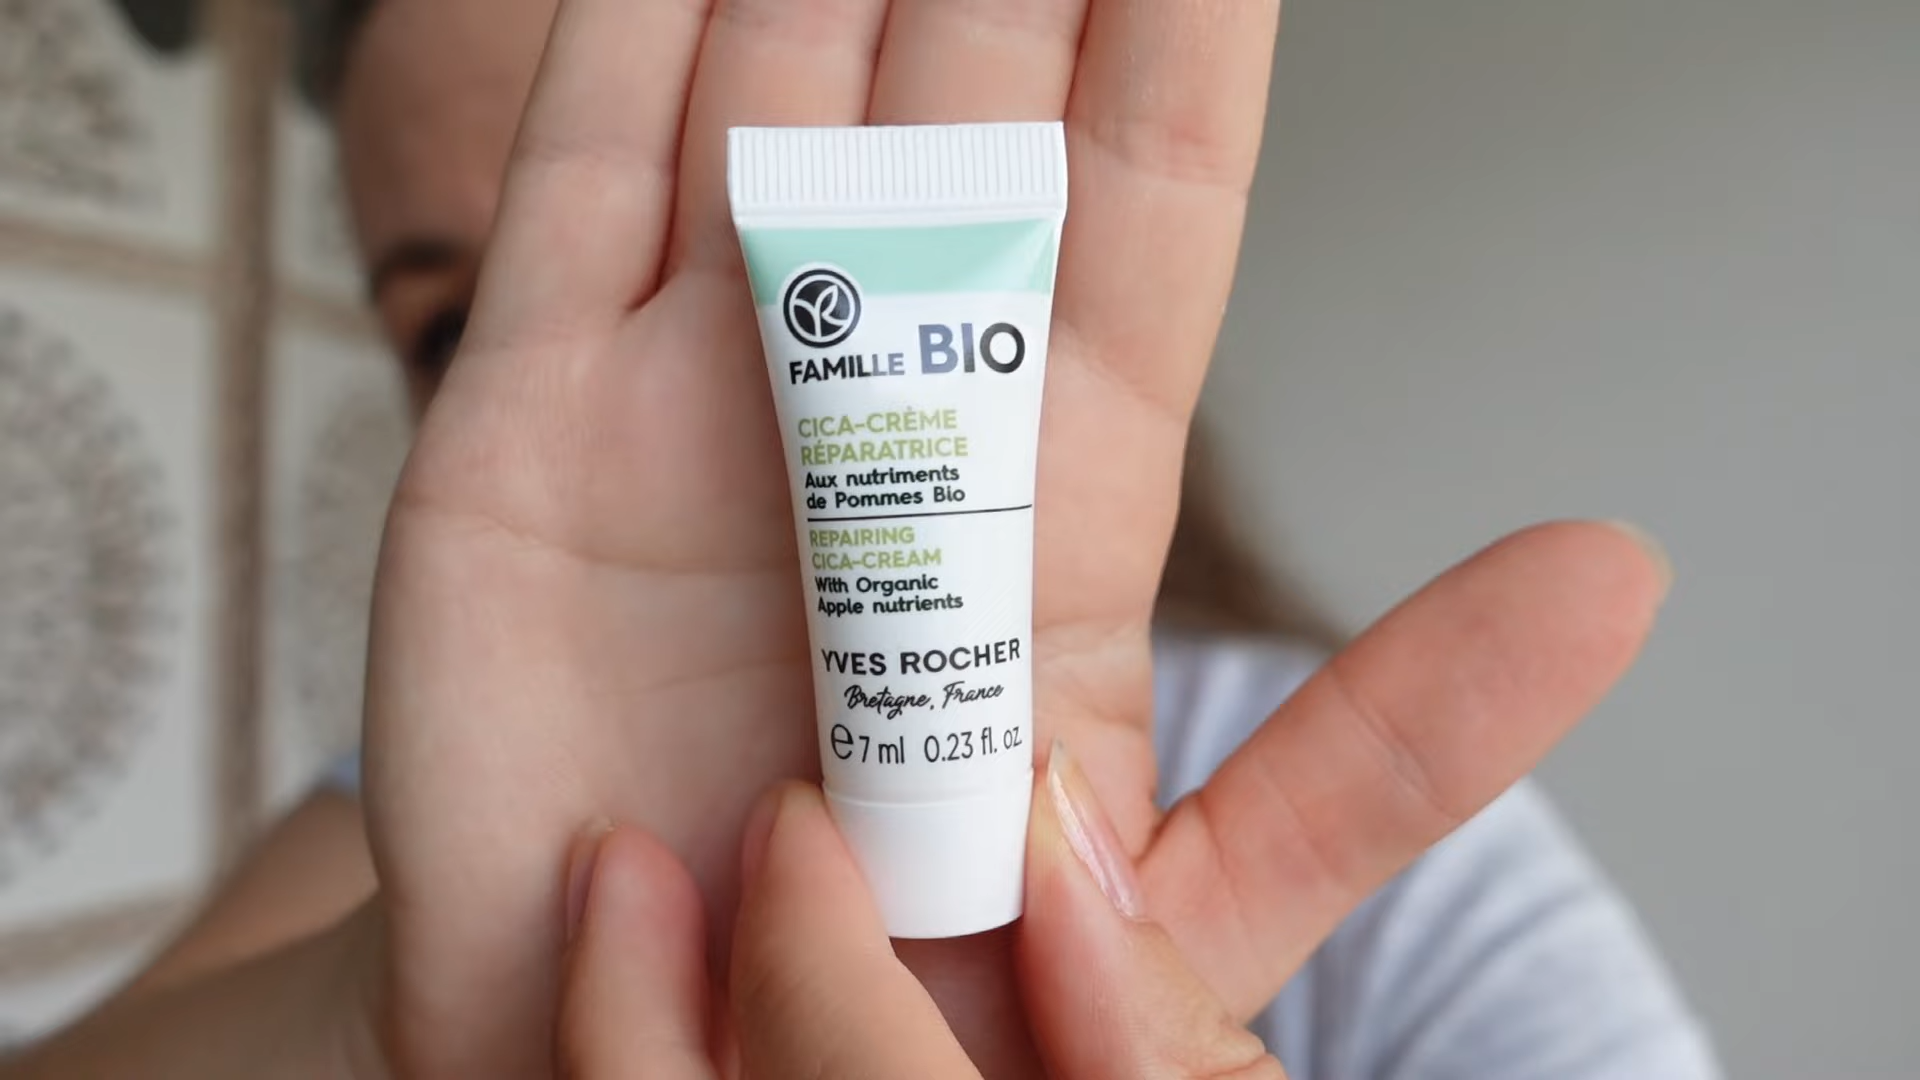 FAMILLE BIO
CICA-CRÈME
RÉPARATRICE
Aux nutriments
de Pommes Bio
REPAIRING
CICA-CREAM
With Organic
Apple nutrients
YVES ROCHER
Bretagne, France
℮ 7 ml 0.23 fl. oz.